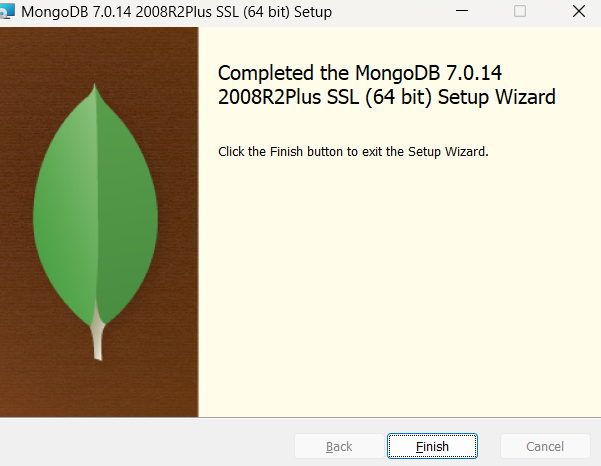 MongoDB 7.0.14 2008R2Plus SSL (64 bit) Setup
Completed the MongoDB 7.0.14
2008R2Plus SSL (64 bit) Setup Wizard
Click the Finish button to exit the Setup Wizard.
Back
Finish
Cancel